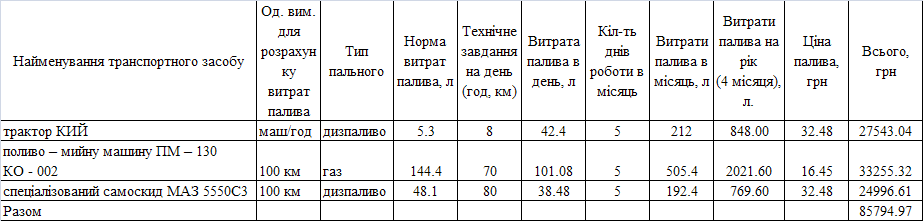 Найменування транспортного засобу
Од. вим.
для
розрахун
ку
витрат
палива
Тип
пального
Норма
витрат
палива, л
Технічне
завдання
на день
(год, км)
Витрата
палива в
день, л
Кіл-ть
днів
роботи в
місяць
Витрати
палива в
місяць, л
Витрати
палива на
рік
(4 місяця),
л.
Ціна
палива,
грн
Всього,
грн
трактор КИЙ маш/год дизпаливо 5.3 8 42.4 5 212 848.00 32.48 27543.04
поливо – мийну машину ПМ – 130
КО - 002 100 км газ 144.4 70 101.08 5 505.4 2021.60 16.45 33255.32
спеціалізований самоскид МАЗ 5550С3 100 км дизпаливо 48.1 80 38.48 5 192.4 769.60 32.48 24996.61
Разом 85794.97